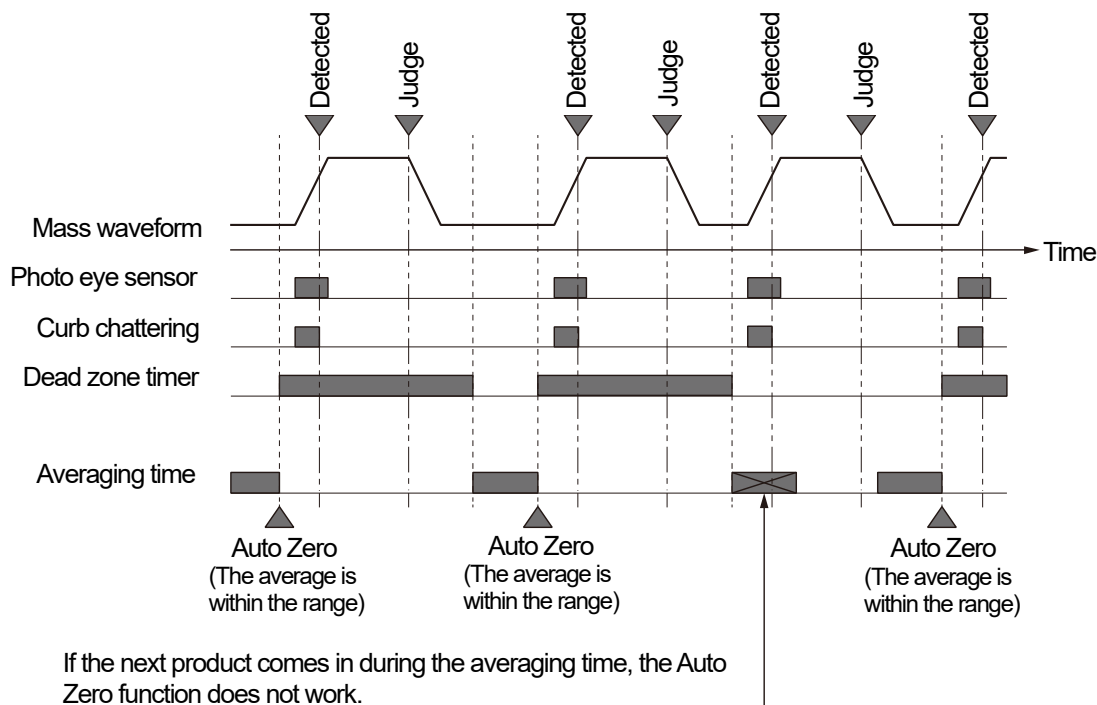 Detected
Judge
Detected
Judge
Detected
Judge
Detected
Mass waveform
Time
Photo eye sensor
Curb chattering
Dead zone timer
Averaging time
Auto Zero
(The average is
within the range)
Auto Zero
(The average is
within the range)
Auto Zero
(The average is
within the range)
If the next product comes in during the averaging time, the Auto
Zero function does not work.